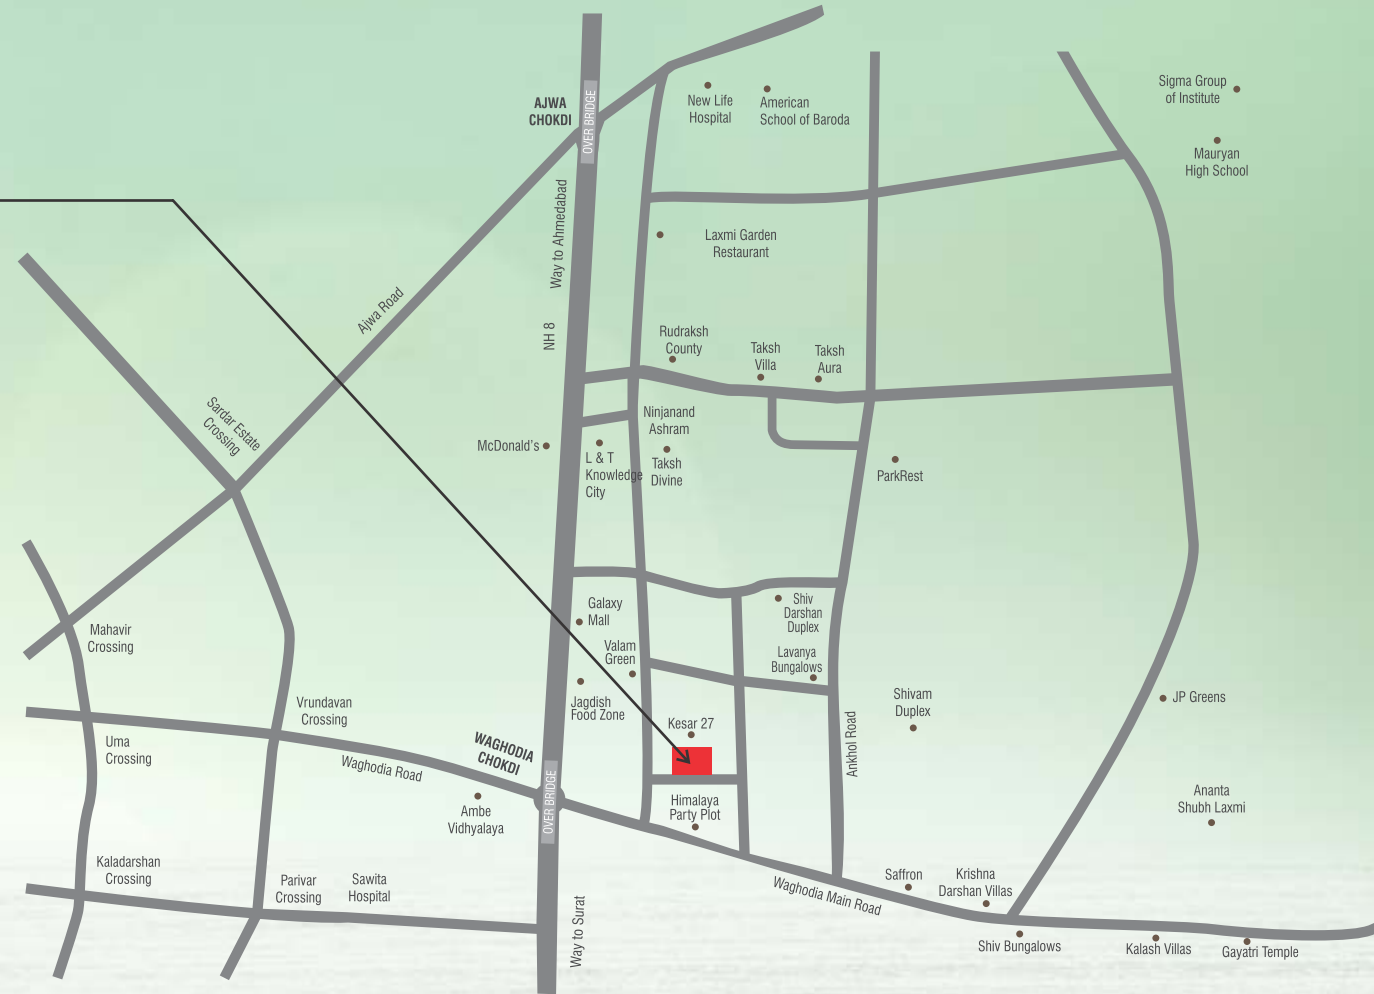 AJWA
CHOKDI
OVER BRIDGE
New Life
Hospital
American
School of Baroda
Sigma Group
of Institute
Mauryan
High School
Way to Ahmedabad
Laxmi Garden
Restaurant
Ajwa Road
NH 8
Rudraksh
County
Taksh
Villa
Taksh
Aura
Sardar Estate
Crossing
McDonald's
L & T
Knowledge
City
Ninjanand
Ashram
Taksh
Divine
ParkRest
Galaxy
Mall
Shiv
Darshan
Duplex
Mahavir
Crossing
Valam
Green
Lavanya
Bungalows
Jagdish
Food Zone
Shivam
Duplex
JP Greens
Vrundavan
Crossing
Kesar 27
Ankhol Road
Uma
Crossing
Waghodia Road
WAGHODIA
CHOKDI
OVER BRIDGE
Ambe
Vidhyalaya
Himalaya
Party Plot
Ananta
Shubh Laxmi
Kaladarshan
Crossing
Parivar
Crossing
Sawita
Hospital
Waghodia Main Road
Saffron
Krishna
Darshan Villas
Way to Surat
Shiv Bungalows
Kalash Villas
Gayatri Temple